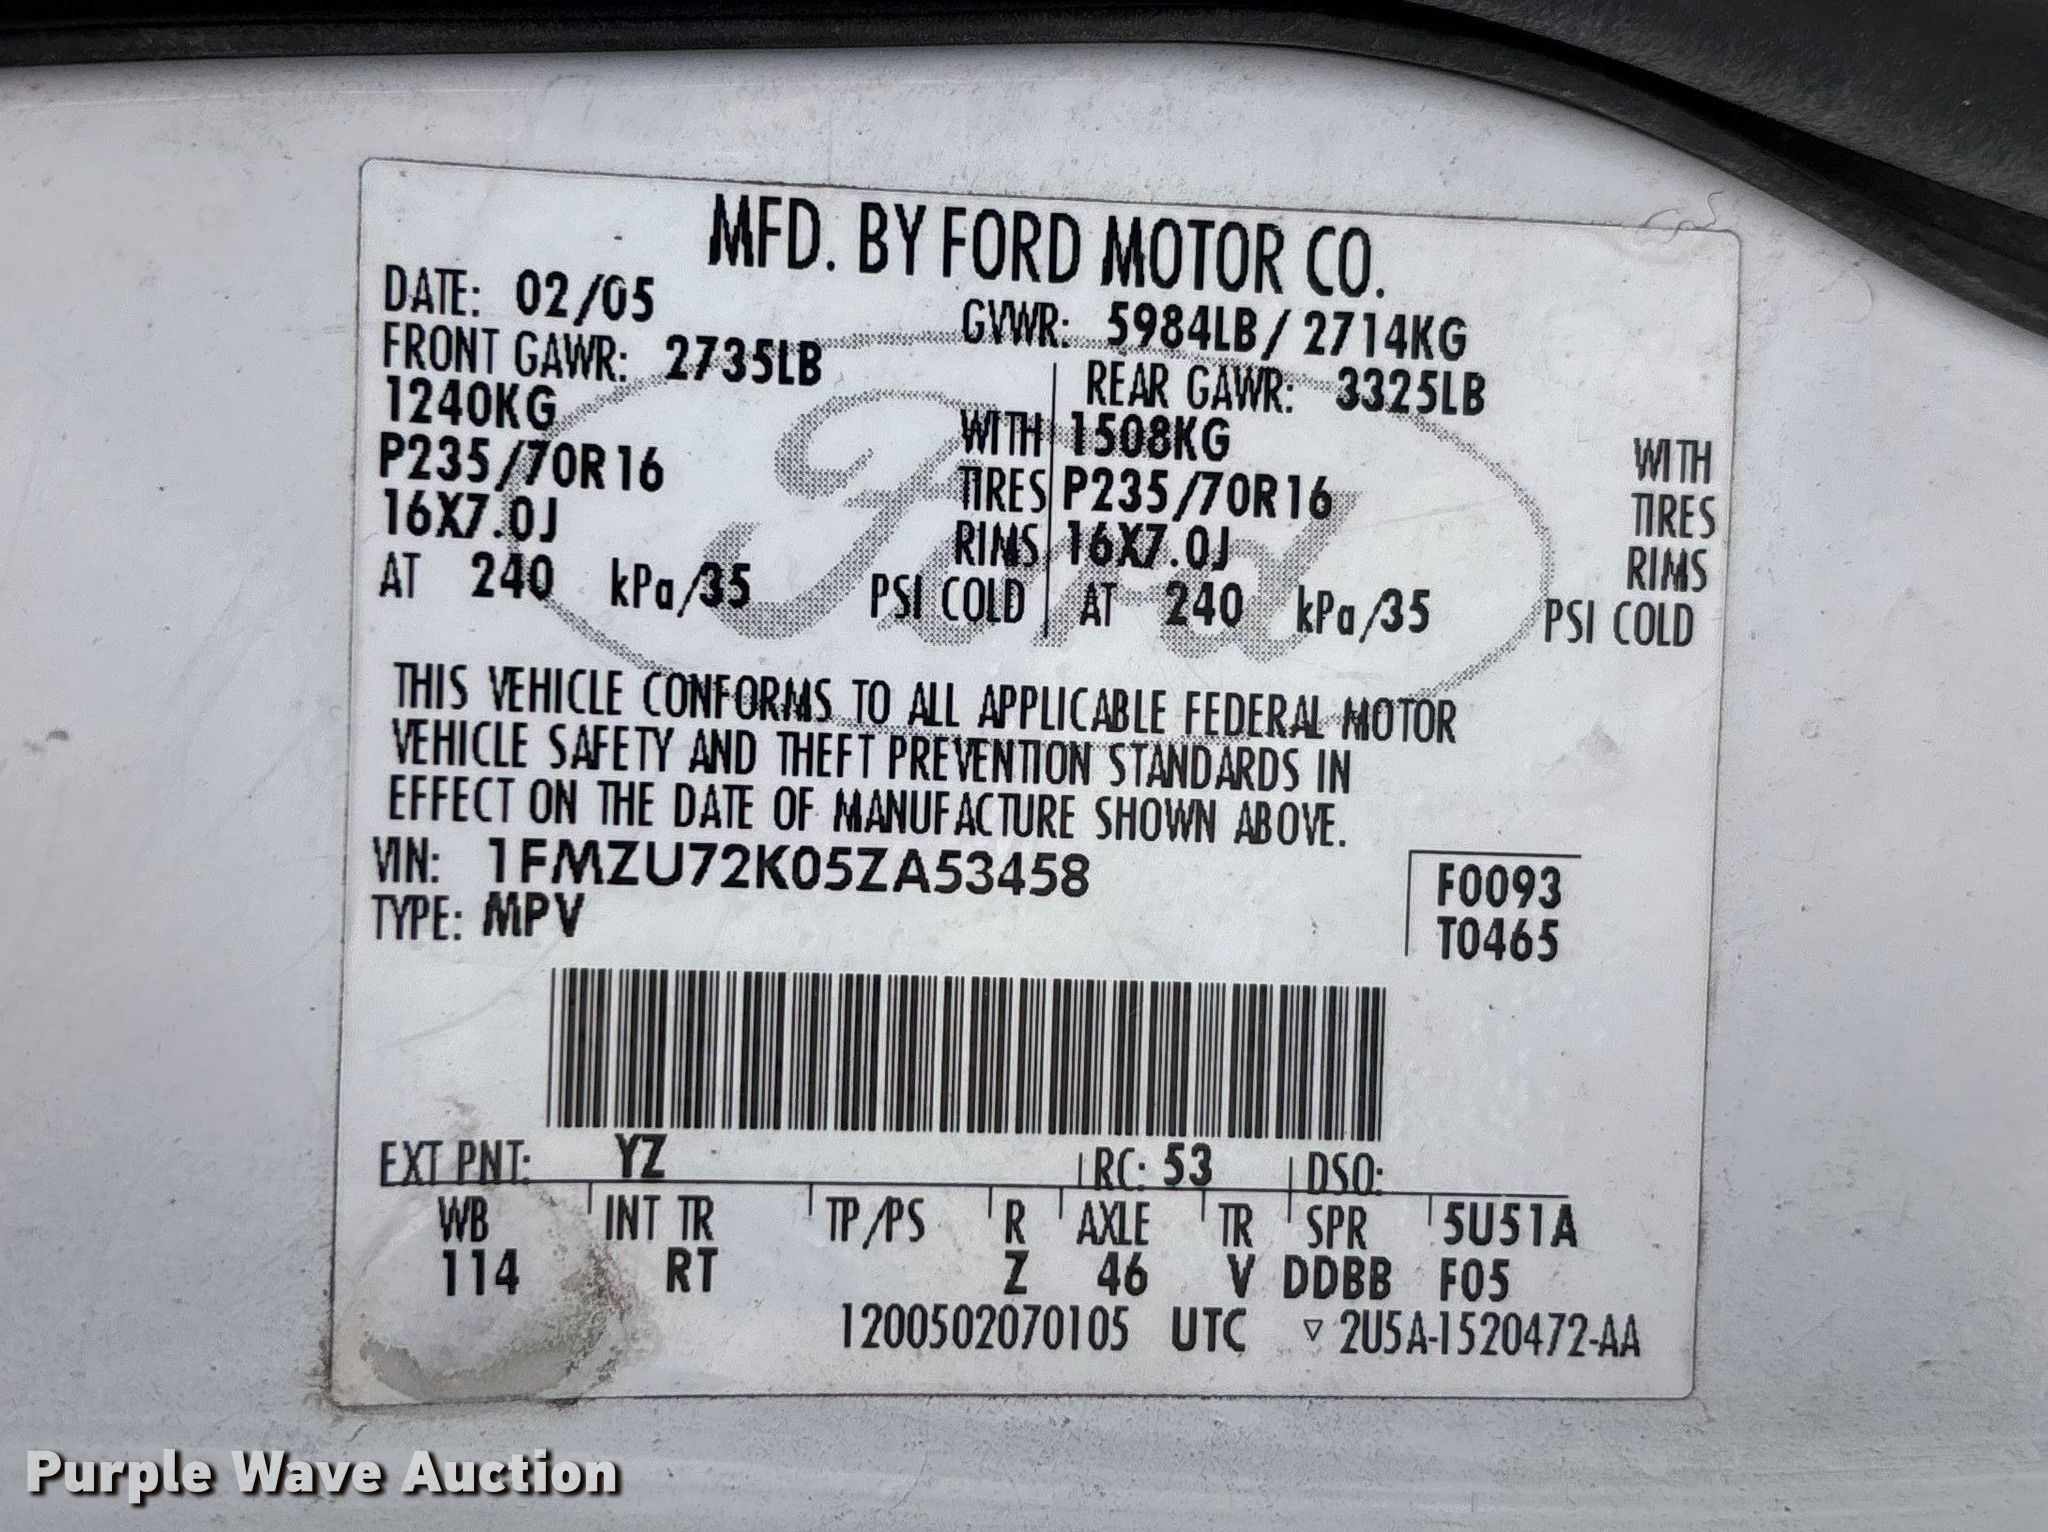 MFD. BY FORD MOTOR CO.
DATE: 02/05
GVWR: 5984LB/ 2714KG
FRONT GAWR: 2735LB
REAR GAWR: 3325LB
1240KG WITH 1508KG WITH
P235/70R16 TIRES P235/70R16 TIRES
16X7.0J RIMS 16X7.0J RIMS
AT 240 kPa/35 PSI COLD AT 240 kPa/35 PSI COLD
Ford
THIS VEHICLE CONFORMS TO ALL APPLICABLE FEDERAL MOTOR
VEHICLE SAFETY AND THEFT PREVENTION STANDARDS IN
EFFECT ON THE DATE OF MANUFACTURE SHOWN ABOVE.
VIN: 1FMZU72K05ZA53458 F0093
TYPE: MPV T0465
EXT PNT: YZ RC: 53 DSO:
WB INT TR TP/PS R AXLE TR SPR 5U51A
114 RT Z 46 V DDBB F05
1200502070105 UTC ▽ 2U5A-1520472-AA
Purple Wave Auction